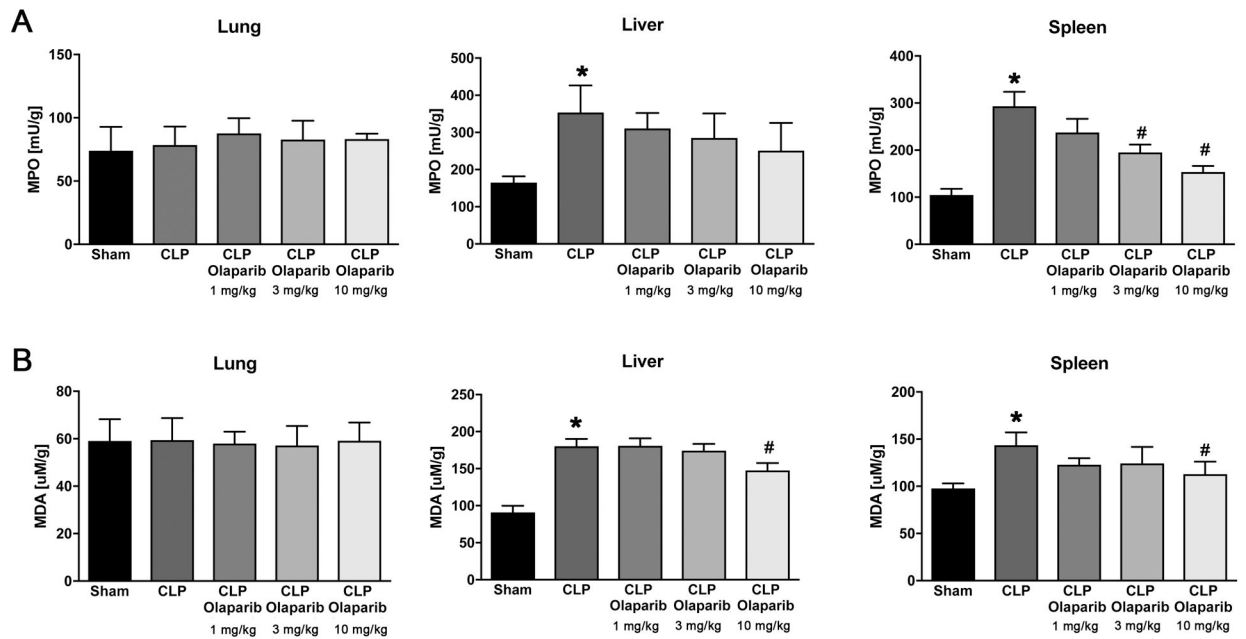 A
Lung
MPO [mU/g]
150
100
50
0
Sham
CLP
CLP
Olaparib
1 mg/kg
CLP
Olaparib
3 mg/kg
CLP
Olaparib
10 mg/kg
Liver
MPO [mU/g]
500
400
300
200
100
0
*
Sham
CLP
CLP
Olaparib
1 mg/kg
CLP
Olaparib
3 mg/kg
CLP
Olaparib
10 mg/kg
Spleen
MPO [mU/g]
400
300
200
100
0
*
#
#
Sham
CLP
CLP
Olaparib
1 mg/kg
CLP
Olaparib
3 mg/kg
CLP
Olaparib
10 mg/kg
B
Lung
MDA [uM/g]
80
60
40
20
0
Sham
CLP
CLP
Olaparib
1 mg/kg
CLP
Olaparib
3 mg/kg
CLP
Olaparib
10 mg/kg
Liver
MDA [uM/g]
250
200
150
100
50
0
*
#
Sham
CLP
CLP
Olaparib
1 mg/kg
CLP
Olaparib
3 mg/kg
CLP
Olaparib
10 mg/kg
Spleen
MDA [uM/g]
200
150
100
50
0
*
#
Sham
CLP
CLP
Olaparib
1 mg/kg
CLP
Olaparib
3 mg/kg
CLP
Olaparib
10 mg/kg